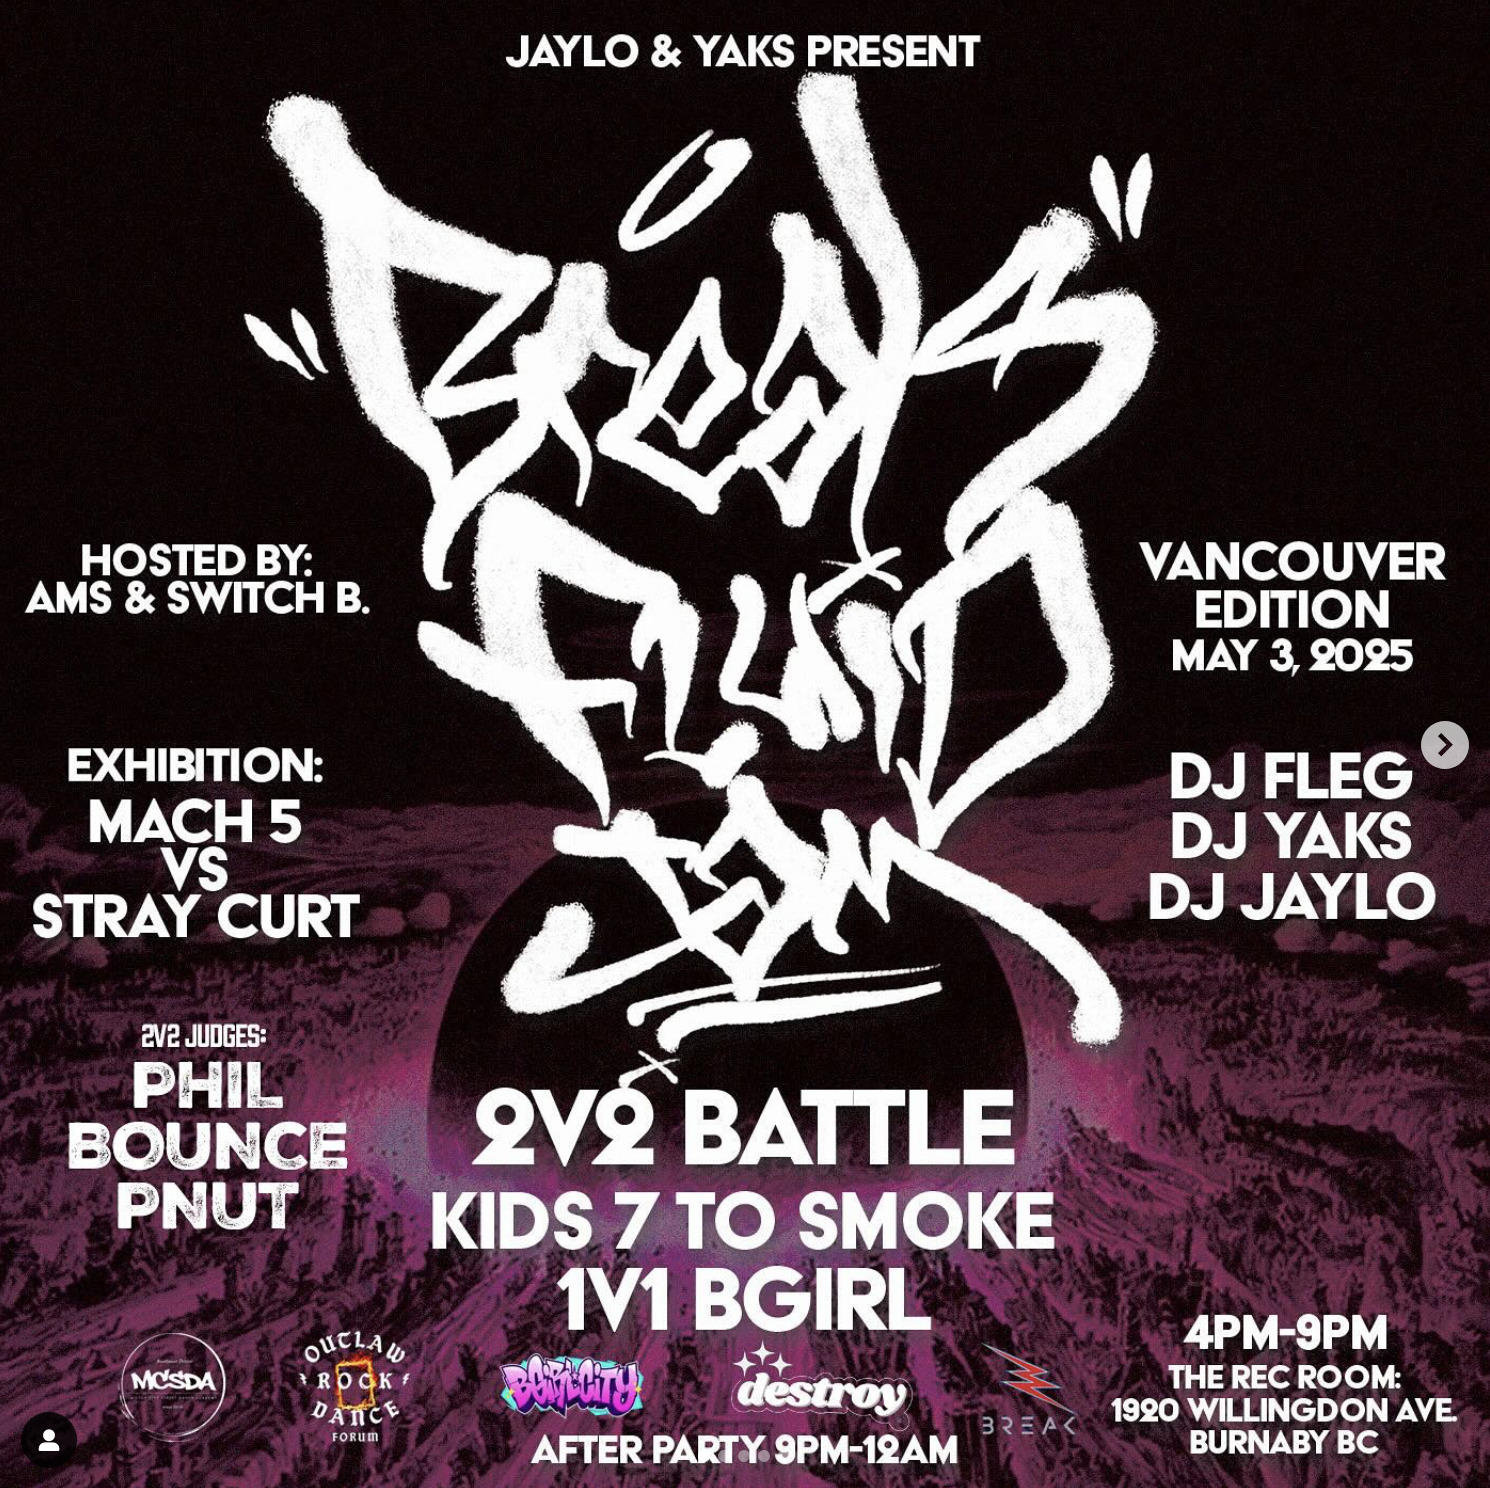 JAYLO & YAKS PRESENT
"Break
Fluid
Jam
HOSTED BY:
AMS & SWITCH B.
VANCOUVER
EDITION
MAY 3, 2025
EXHIBITION:
MACH 5
VS
STRAY CURT
DJ FLEG
DJ YAKS
DJ JAYLO
2V2 JUDGES:
PHIL
BOUNCE
PNUT
2V2 BATTLE
KIDS 7 TO SMOKE
1V1 BGIRL
MCSDA
OUTLAW
ROCK
DANCE
FORUM
BGIRLCITY
destroy
BREAK
4PM-9PM
THE REC ROOM:
1920 WILLINGDON AVE.
BURNABY BC
AFTER PARTY 9PM-12AM